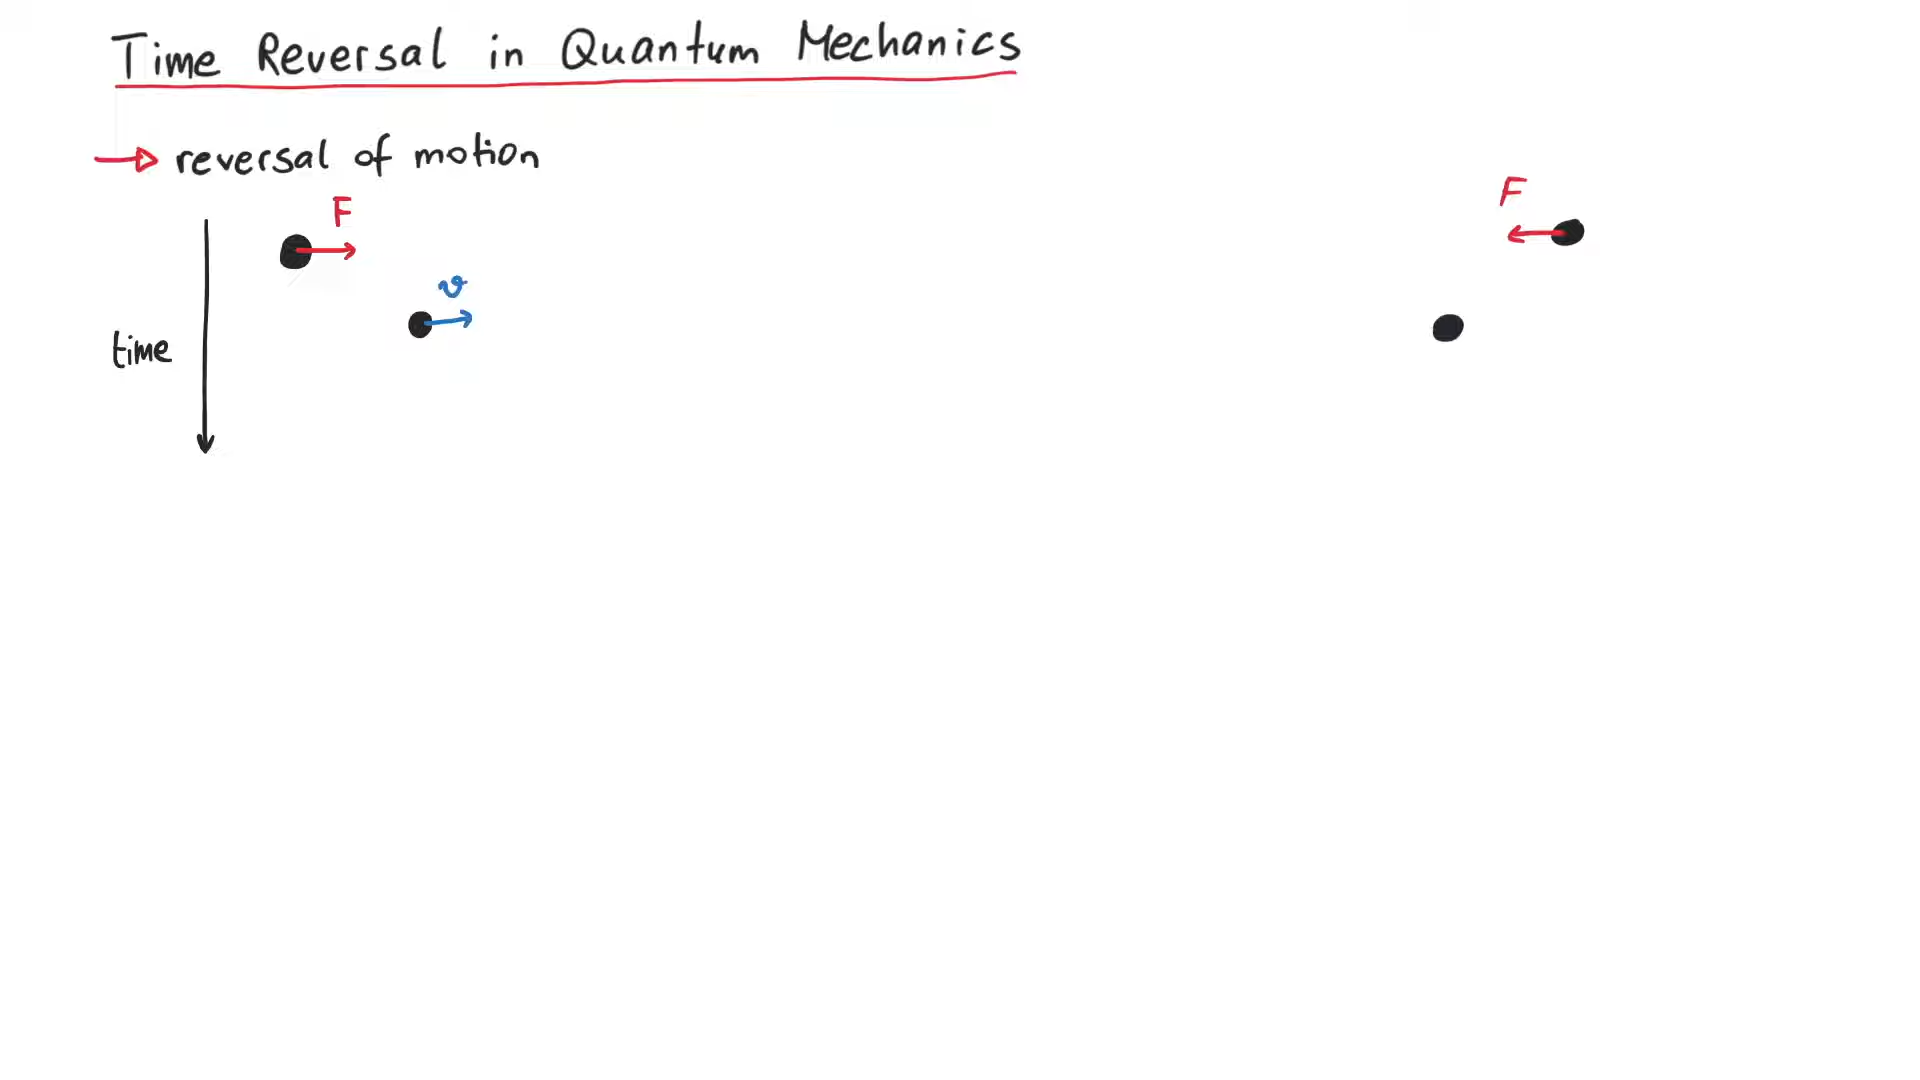 Time Reversal in Quantum Mechanics
reversal of motion
F
F
v
time